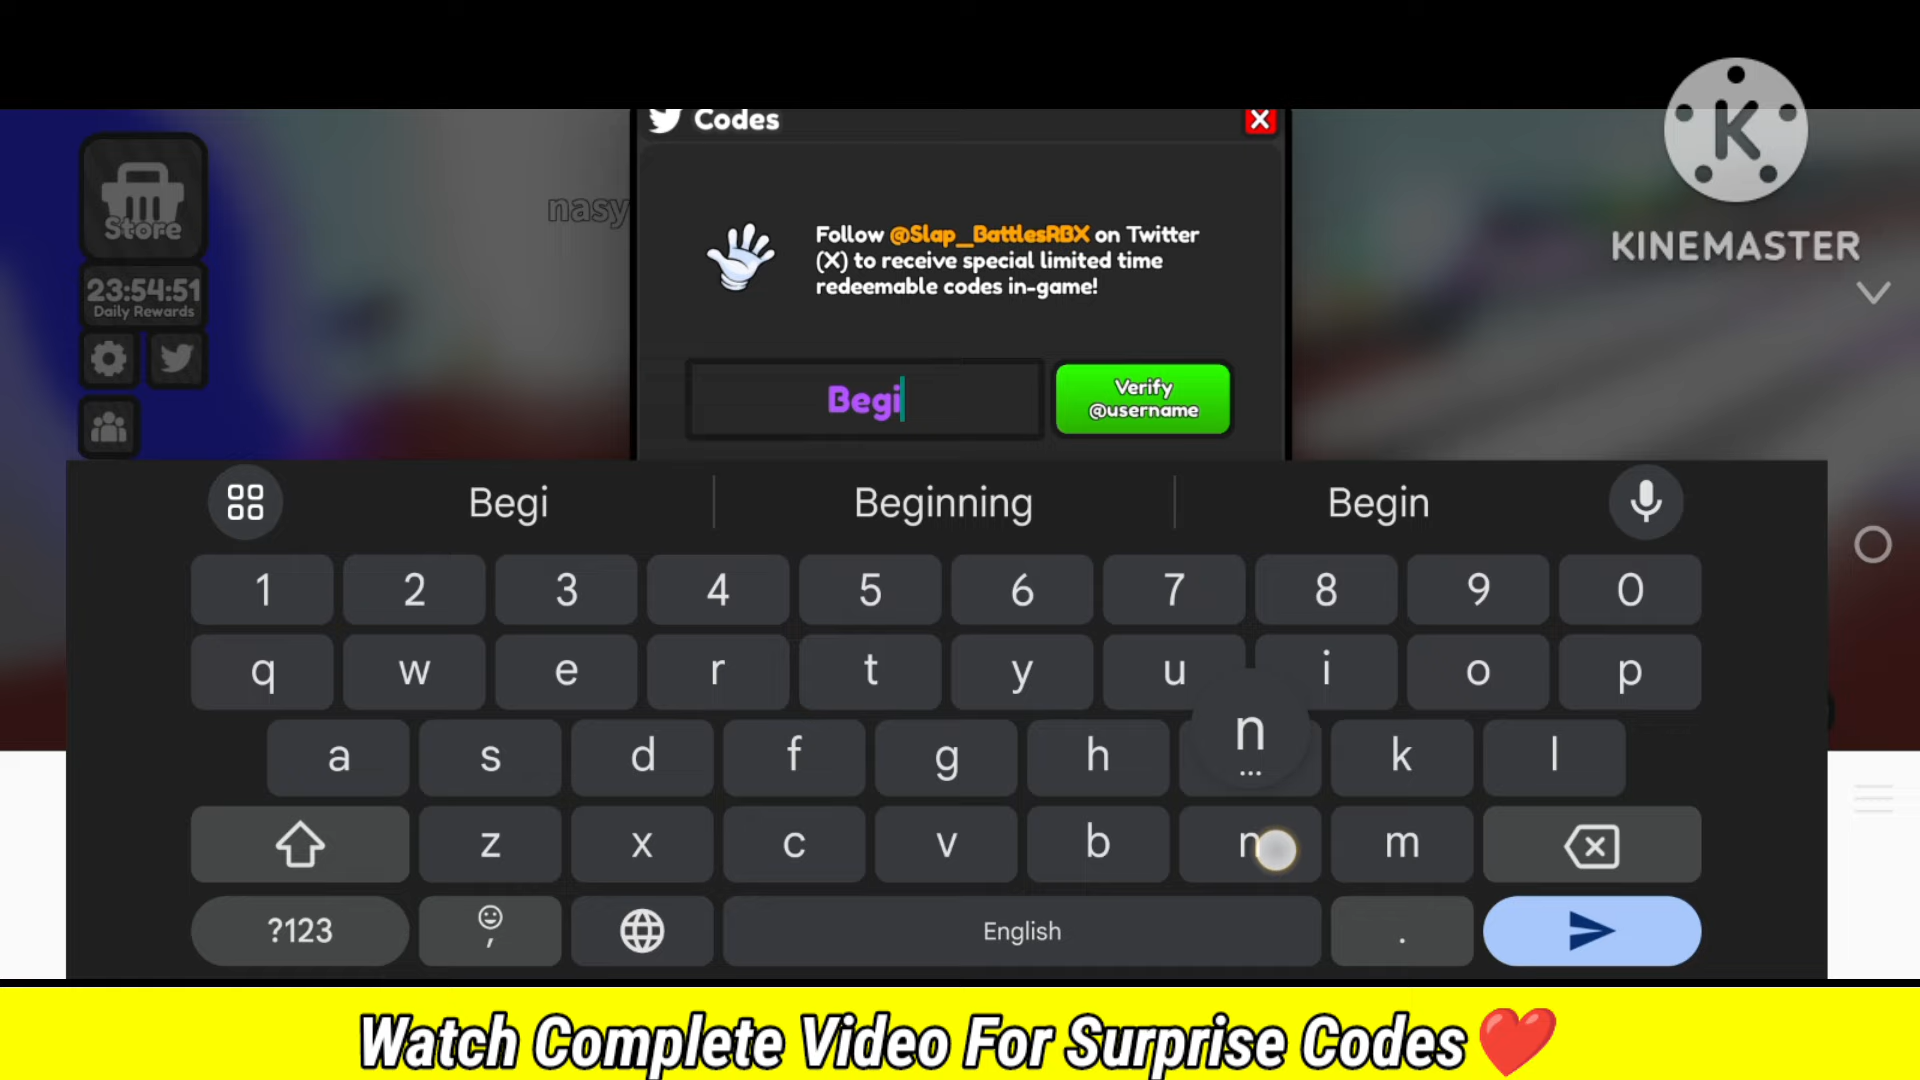 Codes
K
KINEMASTER
Store
nasy
Follow @Slap_BattlesRBX on Twitter
(X) to receive special limited time
redeemable codes in-game!
23:54:51
Daily Rewards
Begi
Verify
@username
Begi
Beginning
Begin
1 2 3 4 5 6 7 8 9 0
q w e r t y u i o p
n
a s d f g h k l
z x c v b n m
?123
,
English
.
Watch Complete Video For Surprise Codes❤️